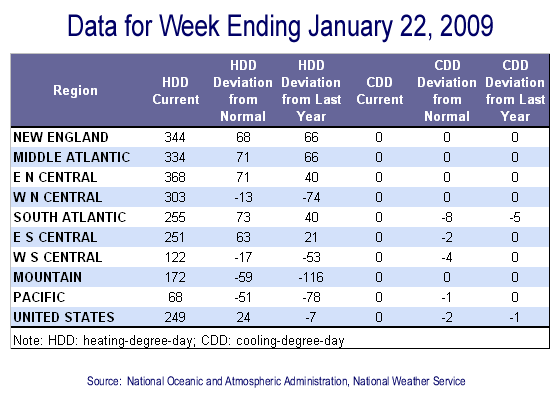 Data for Week Ending January 22, 2009
Region HDD Current HDD Deviation from Normal HDD Deviation from Last Year CDD Current CDD Deviation from Normal CDD Deviation from Last Year
NEW ENGLAND 344 68 66 0 0 0
MIDDLE ATLANTIC 334 71 66 0 0 0
E N CENTRAL 368 71 40 0 0 0
W N CENTRAL 303 -13 -74 0 0 0
SOUTH ATLANTIC 255 73 40 0 -8 -5
E S CENTRAL 251 63 21 0 -2 0
W S CENTRAL 122 -17 -53 0 -4 0
MOUNTAIN 172 -59 -116 0 0 0
PACIFIC 68 -51 -78 0 -1 0
UNITED STATES 249 24 -7 0 -2 -1
Note: HDD: heating-degree-day; CDD: cooling-degree-day
Source: National Oceanic and Atmospheric Administration, National Weather Service